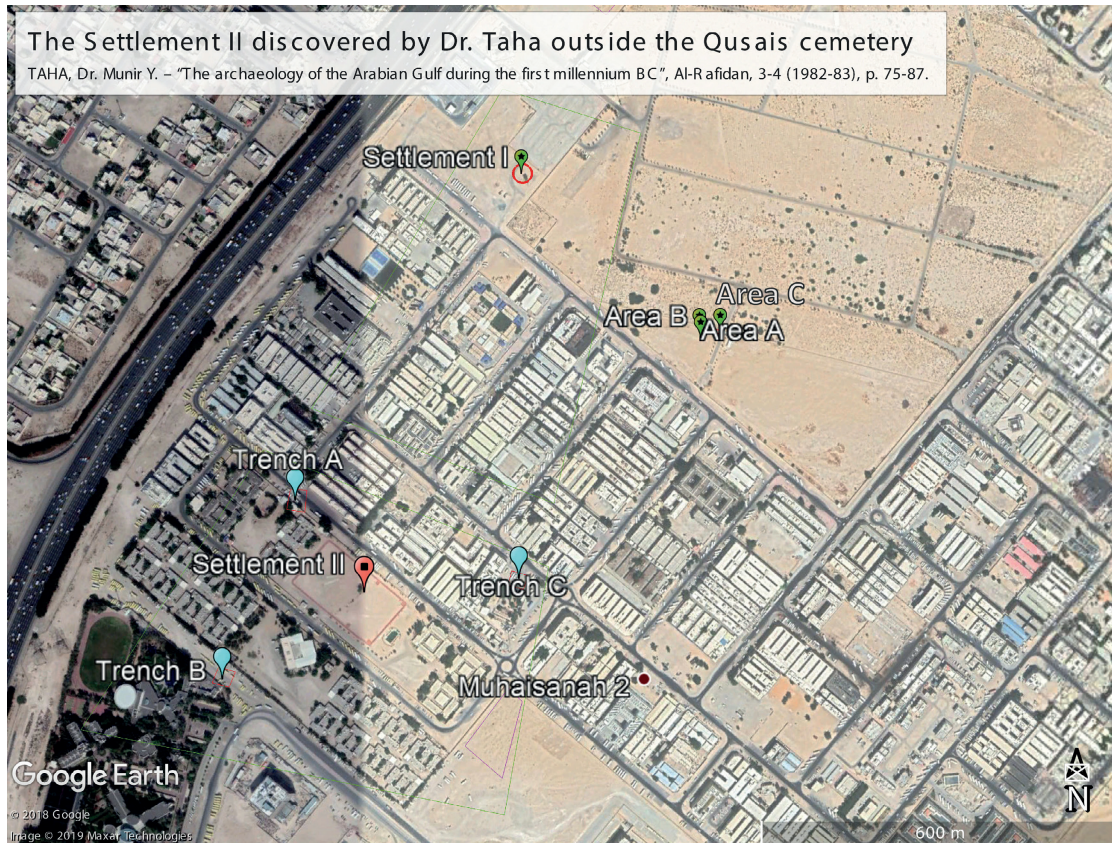 The Settlement II discovered by Dr. Taha outside the Qusais cemetery
TAHA, Dr. Munir Y. – “The archaeology of the Arabian Gulf during the first millennium BC”, Al-Rafidan, 3-4 (1982-83), p. 75-87.
Settlement I
Area C
Area B
Area A
Trench A
Settlement II
Trench C
Trench B
Muhaisanah 2
Google Earth
© 2018 Google
Image © 2019 Maxar Technologies
N
600 m